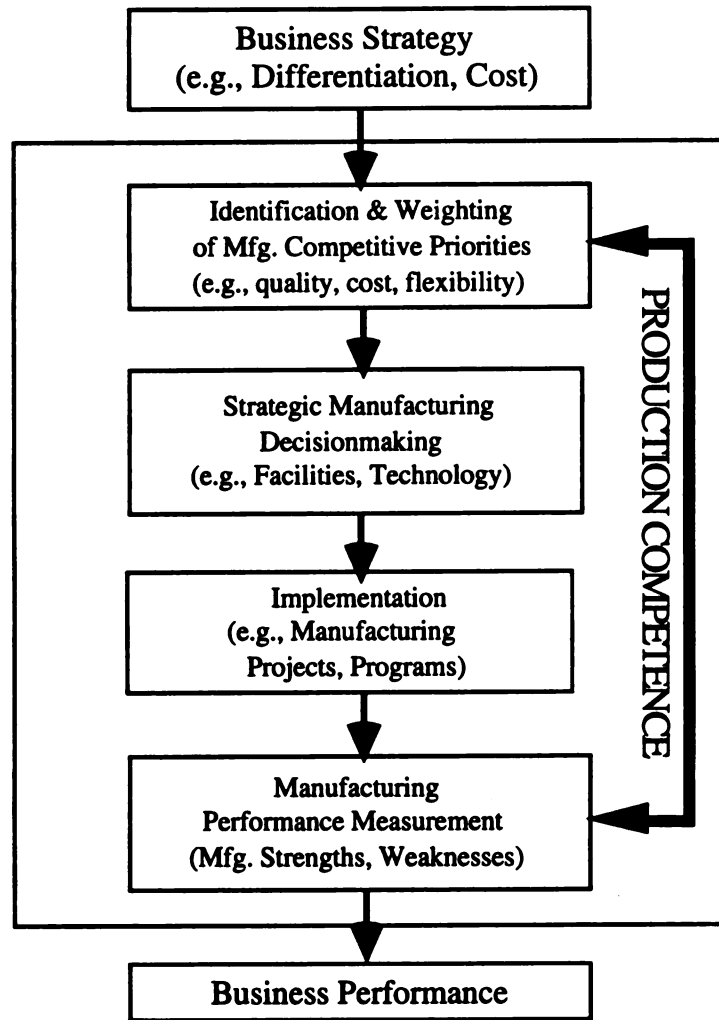 Business Strategy
(e.g., Differentiation, Cost)
Identification & Weighting
of Mfg. Competitive Priorities
(e.g., quality, cost, flexibility)
Strategic Manufacturing
Decisionmaking
(e.g., Facilities, Technology)
Implementation
(e.g., Manufacturing
Projects, Programs)
Manufacturing
Performance Measurement
(Mfg. Strengths, Weaknesses)
PRODUCTION COMPETENCE
Business Performance